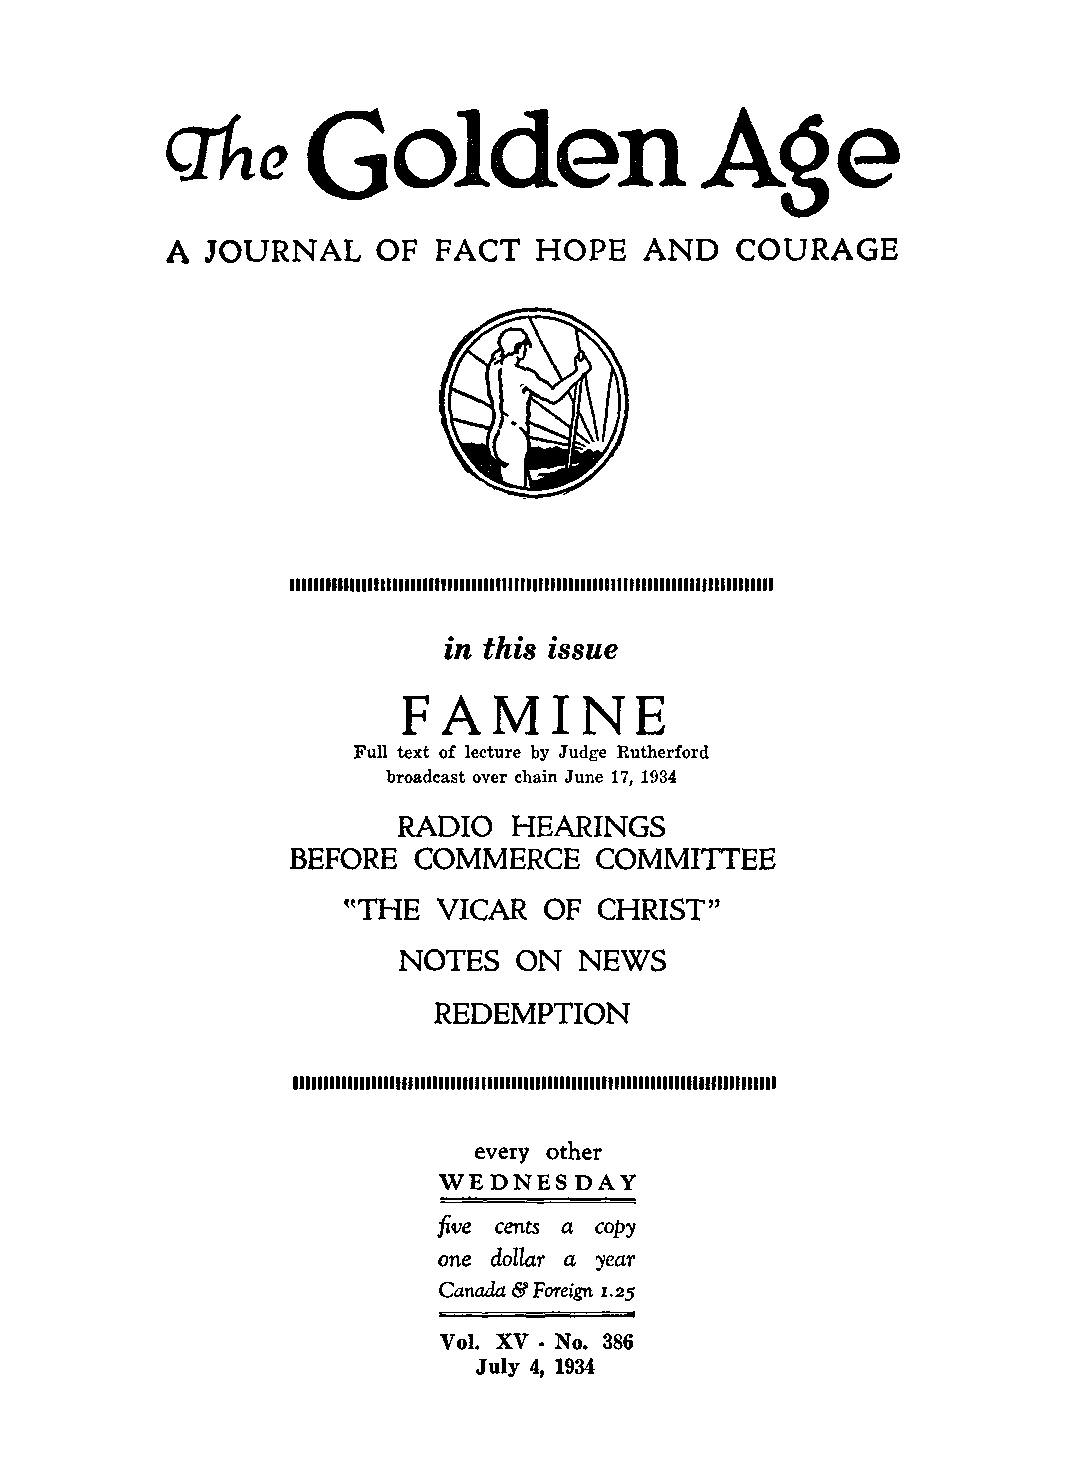 The Golden Age
A JOURNAL OF FACT HOPE AND COURAGE
in this issue
FAMINE
Full text of lecture by Judge Rutherford
broadcast over chain June 17, 1934
RADIO HEARINGS
BEFORE COMMERCE COMMITTEE
"THE VICAR OF CHRIST"
NOTES ON NEWS
REDEMPTION
every other
WEDNESDAY
five cents a copy
one dollar a year
Canada & Foreign 1.25
Vol. XV - No. 386
July 4, 1934